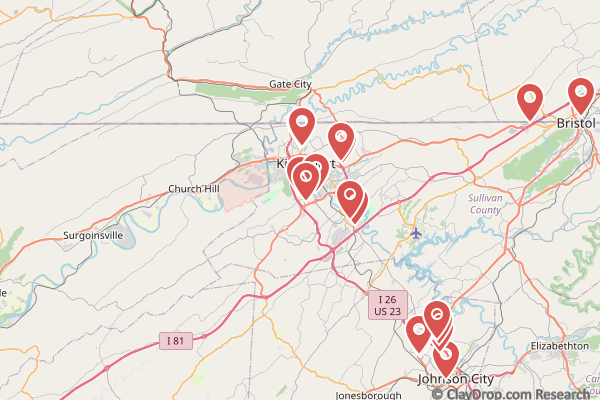 Gate City
Bristol
Church Hill
Sullivan
County
Surgoinsville
I 26
US 23
I 81
Elizabethton
Johnson City
Jonesborough
© ClayDrop.com Research